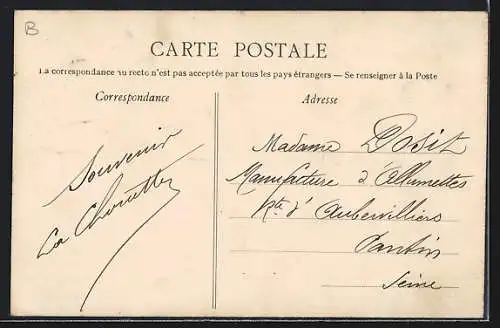 B
CARTE POSTALE
La correspondance au recto n'est pas acceptée par tous les pays étrangers — Se renseigner à la Poste
Correspondance
Adresse
Souvenir
La Chouette
Madame Dosit
Manufacture d'Allumettes
Rte d' Aubervilliers
Pantin
Seine